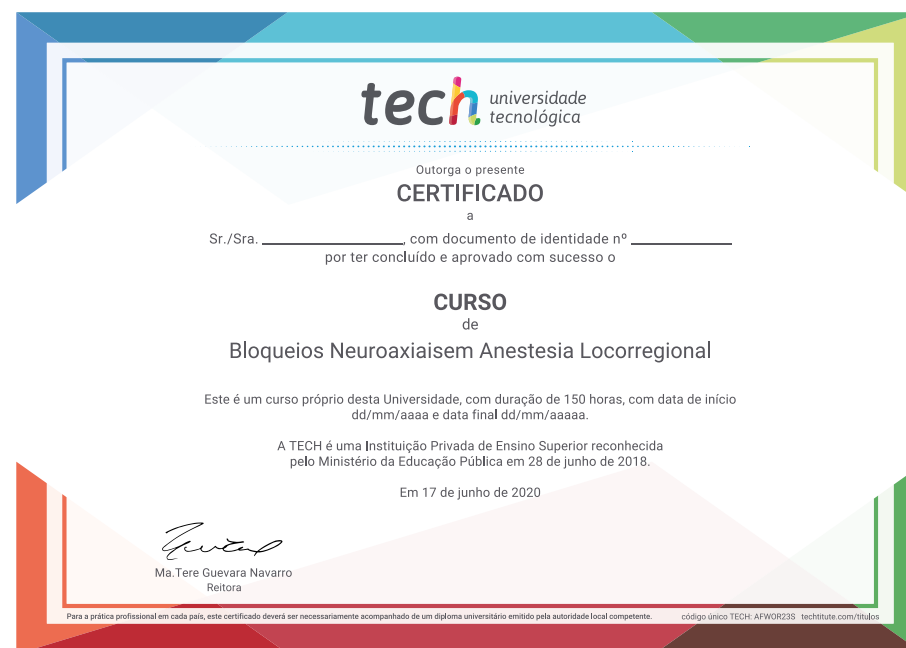 tech universidade
tecnológica
Outorga o presente
CERTIFICADO
a
Sr./Sra. ____________, com documento de identidade nº ____________
por ter concluído e aprovado com sucesso o
CURSO
de
Bloqueios Neuroaxiaisem Anestesia Locorregional
Este é um curso próprio desta Universidade, com duração de 150 horas, com data de início
dd/mm/aaaa e data final dd/mm/aaaaa.
A TECH é uma Instituição Privada de Ensino Superior reconhecida
pelo Ministério da Educação Pública em 28 de junho de 2018.
Em 17 de junho de 2020
Ma.Tere Guevara Navarro
Reitora
Para a prática profissional em cada país, este certificado deverá ser necessariamente acompanhado de um diploma universitário emitido pela autoridade local competente. código único TECH: AFWOR23S techtitute.com/titulos